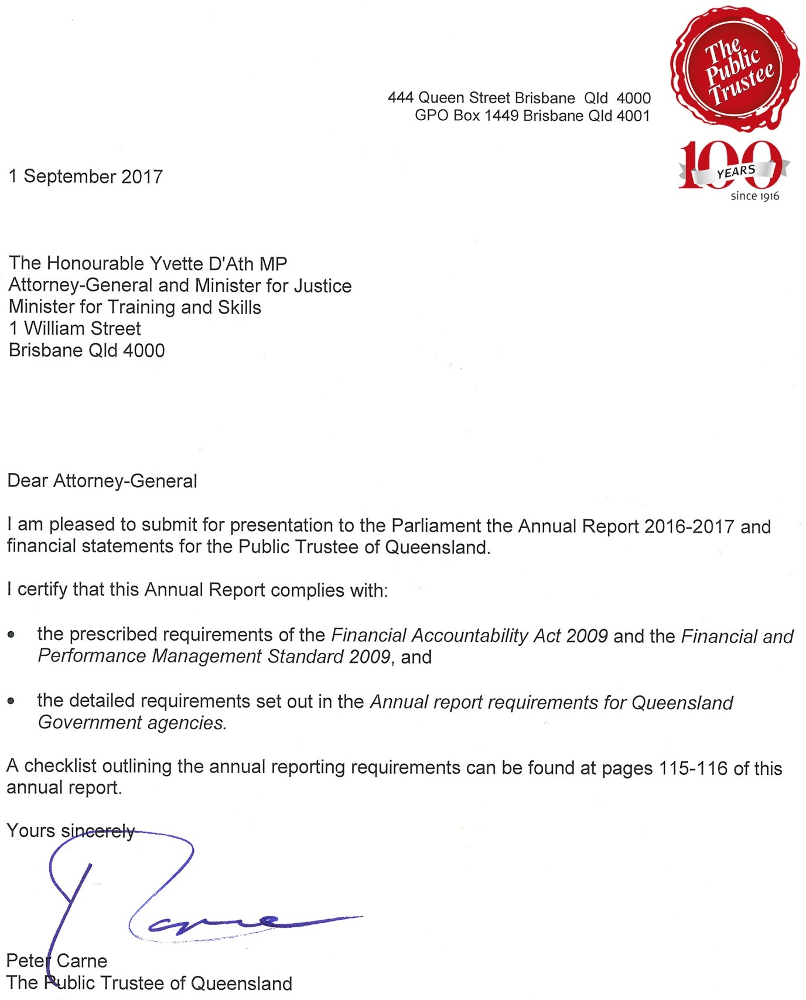 The
Public
Trustee
444 Queen Street Brisbane Qld 4000
GPO Box 1449 Brisbane Qld 4001
100
YEARS
since 1916
1 September 2017
The Honourable Yvette D'Ath MP
Attorney-General and Minister for Justice
Minister for Training and Skills
1 William Street
Brisbane Qld 4000
Dear Attorney-General
I am pleased to submit for presentation to the Parliament the Annual Report 2016-2017 and
financial statements for the Public Trustee of Queensland.
I certify that this Annual Report complies with:
• the prescribed requirements of the Financial Accountability Act 2009 and the Financial and
Performance Management Standard 2009, and
• the detailed requirements set out in the Annual report requirements for Queensland
Government agencies.
A checklist outlining the annual reporting requirements can be found at pages 115-116 of this
annual report.
Yours sincerely
Peter Carne
The Public Trustee of Queensland